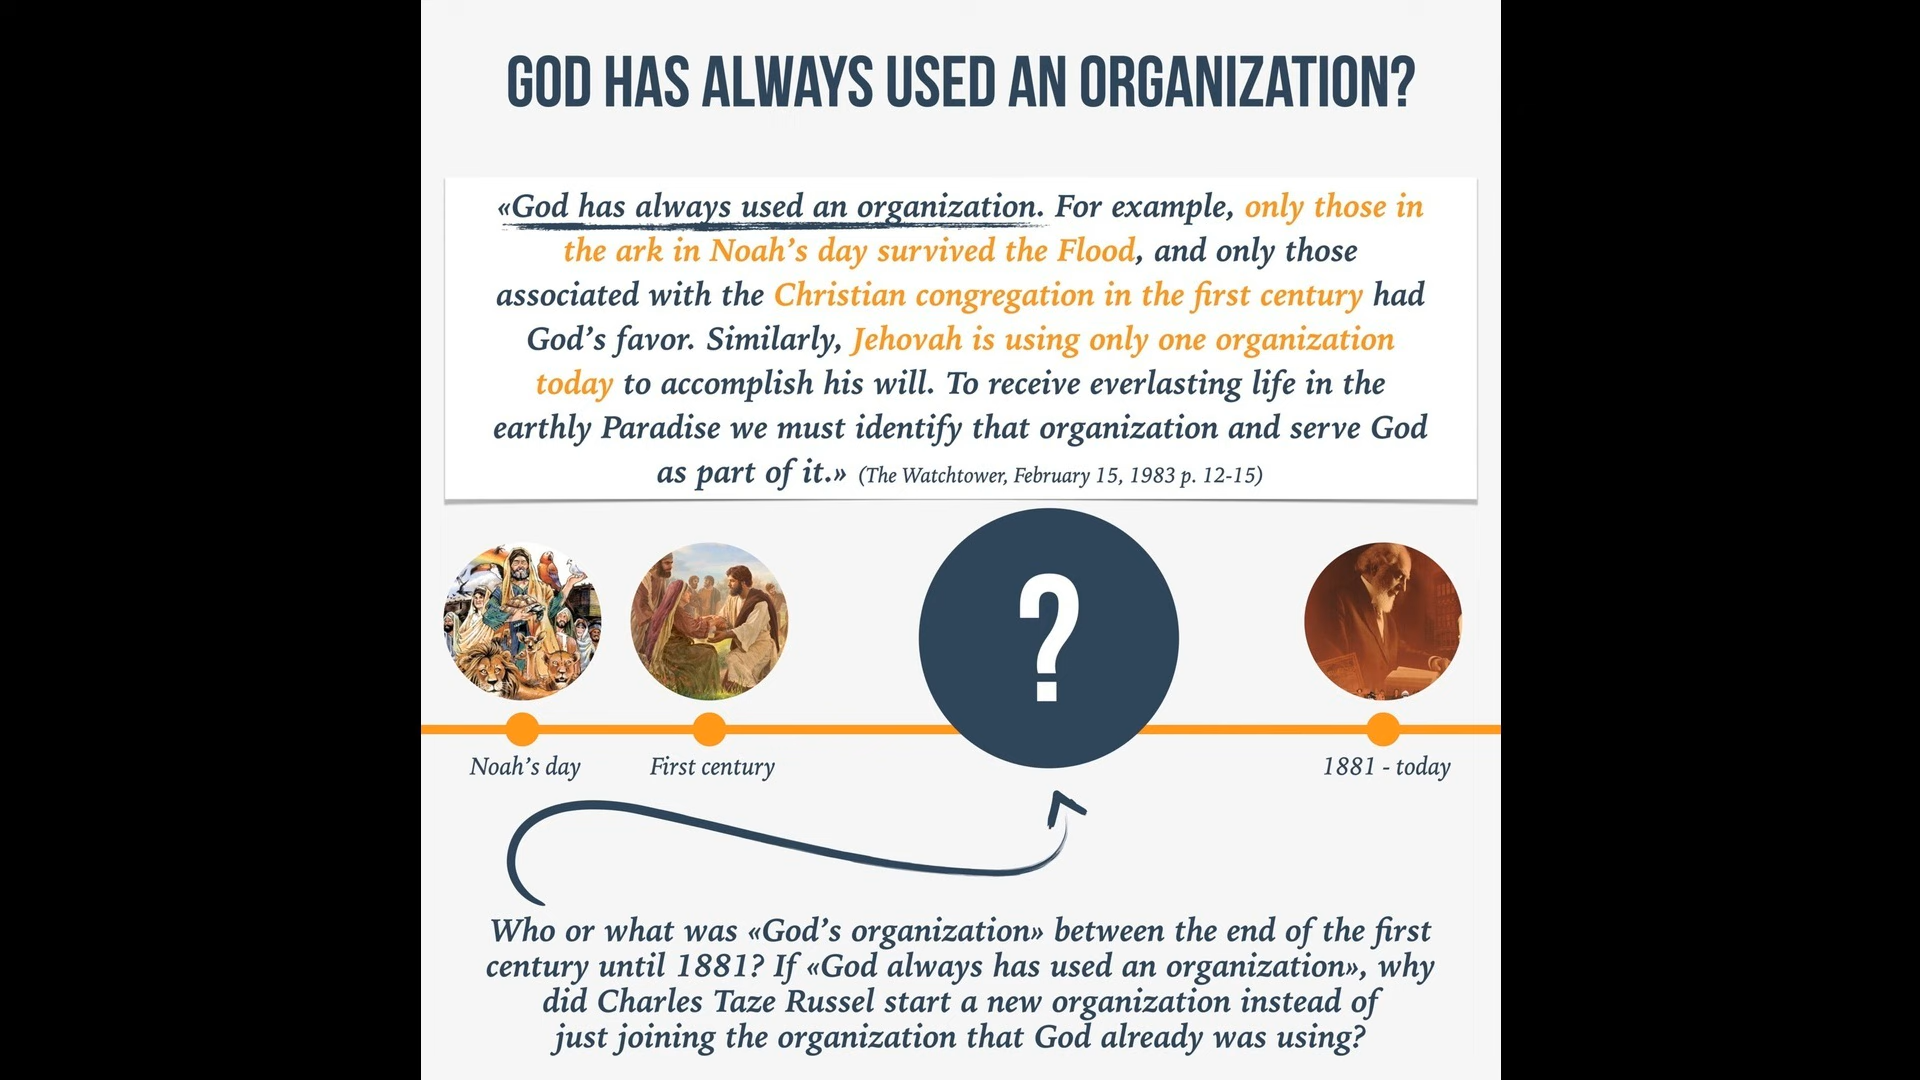 GOD HAS ALWAYS USED AN ORGANIZATION?
«God has always used an organization. For example, only those in
the ark in Noah's day survived the Flood, and only those
associated with the Christian congregation in the first century had
God's favor. Similarly, Jehovah is using only one organization
today to accomplish his will. To receive everlasting life in the
earthly Paradise we must identify that organization and serve God
as part of it.» (The Watchtower, February 15, 1983 p. 12-15)
?
Noah's day
First century
1881 - today
Who or what was «God's organization» between the end of the first
century until 1881? If «God always has used an organization», why
did Charles Taze Russel start a new organization instead of
just joining the organization that God already was using?